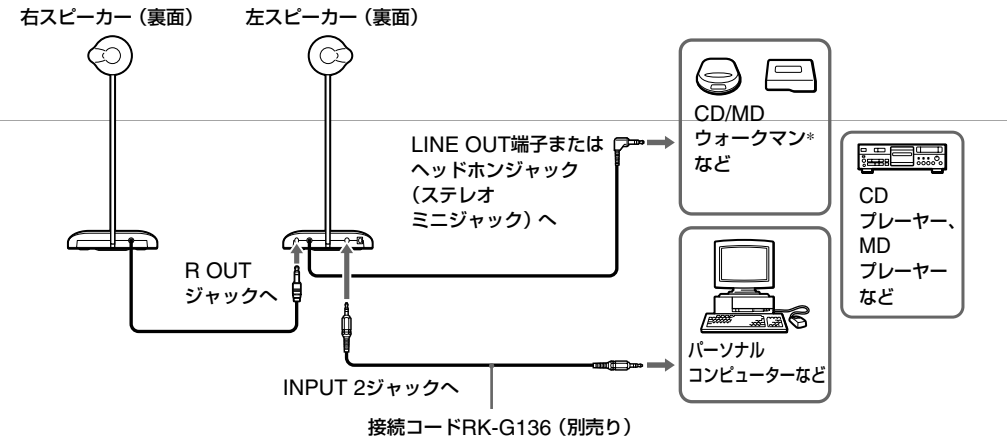 右スピーカー（裏面）
左スピーカー（裏面）
LINE OUT端子または
ヘッドホンジャック
（ステレオ
ミニジャック）へ
CD/MD
ウォークマン*
など
CD
プレーヤー、
MD
プレーヤー
など
R OUT
ジャックへ
INPUT 2ジャックへ
パーソナル
コンピューターなど
接続コードRK-G136（別売り）